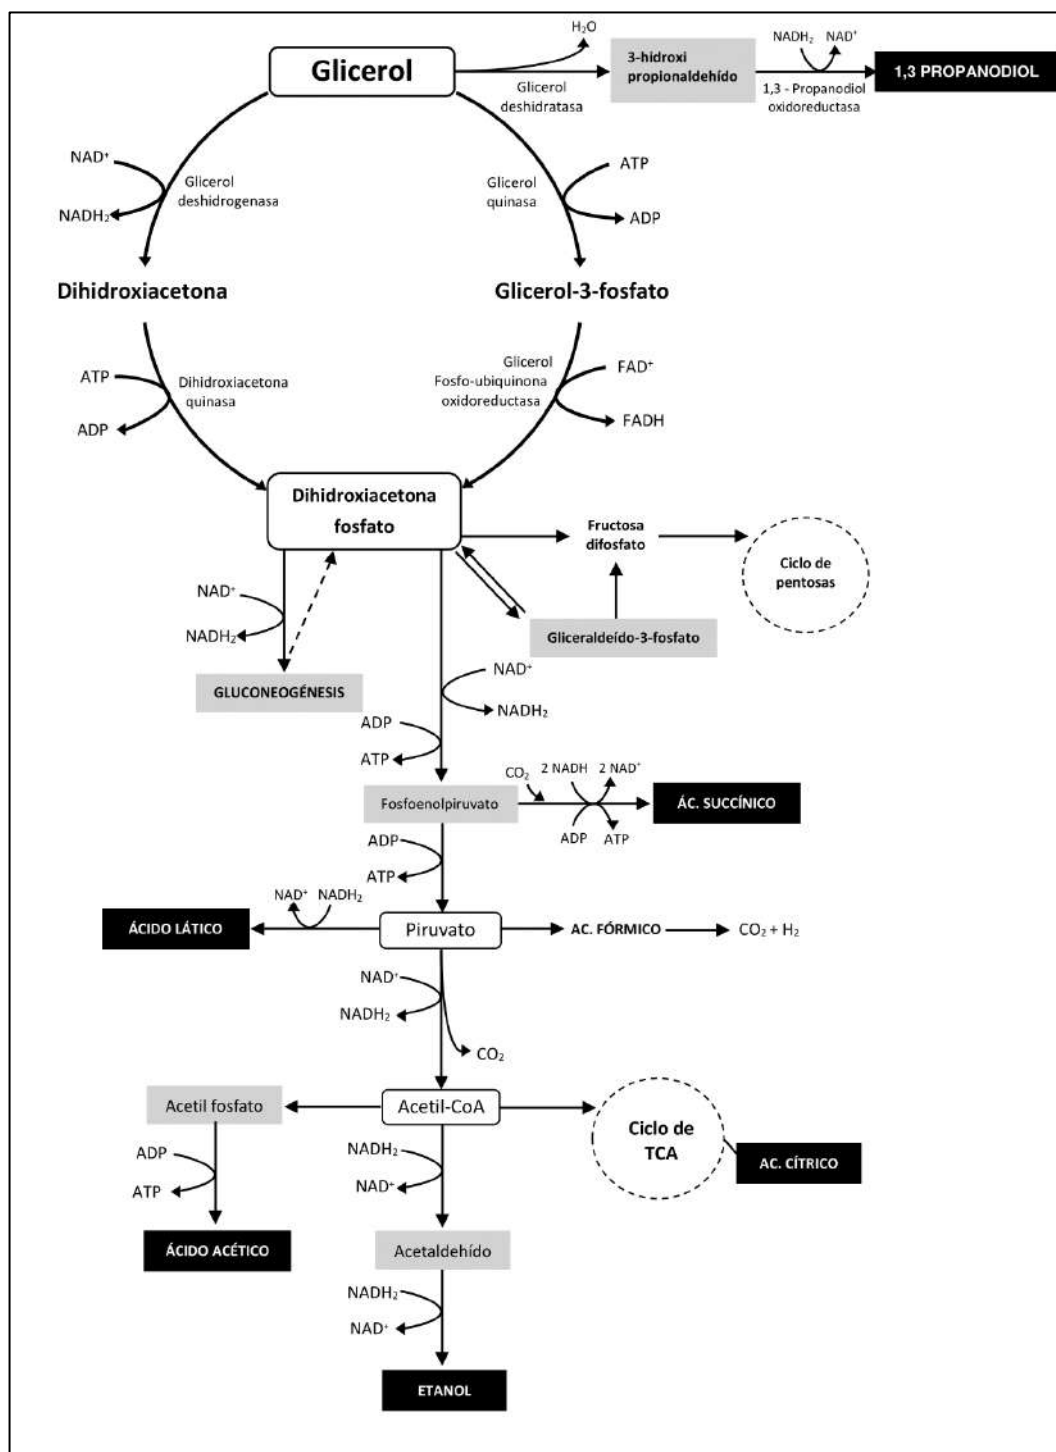 H₂O
Glicerol
3-hidroxi
propionaldehído
NADH₂
NAD⁺
1,3 PROPANODIOL
Glicerol
deshidratasa
1,3 - Propanodiol
oxidoreductasa
NAD⁺
Glicerol
deshidrogenasa
NADH₂
Glicerol
quinasa
ATP
ADP
Dihidroxiacetona
Glicerol-3-fosfato
ATP
Dihidroxiacetona
quinasa
ADP
Glicerol
Fosfo-ubiquinona
oxidoreductasa
FAD⁺
FADH
Dihidroxiacetona
fosfato
Fructosa
difosfato
Ciclo de
pentosas
NAD⁺
NADH₂
Gliceraldeído-3-fosfato
GLUCONEOGÉNESIS
NAD⁺
NADH₂
ADP
ATP
Fosfoenolpiruvato
CO₂
2 NADH
2 NAD⁺
ADP
ATP
ÁC. SUCCÍNICO
ADP
ATP
NAD⁺
NADH₂
ÁCIDO LÁTICO
Piruvato
AC. FÓRMICO
CO₂ + H₂
NAD⁺
NADH₂
CO₂
Acetil fosfato
Acetil-CoA
Ciclo de
TCA
AC. CÍTRICO
ADP
ATP
NADH₂
NAD⁺
ÁCIDO ACÉTICO
Acetaldehído
NADH₂
NAD⁺
ETANOL